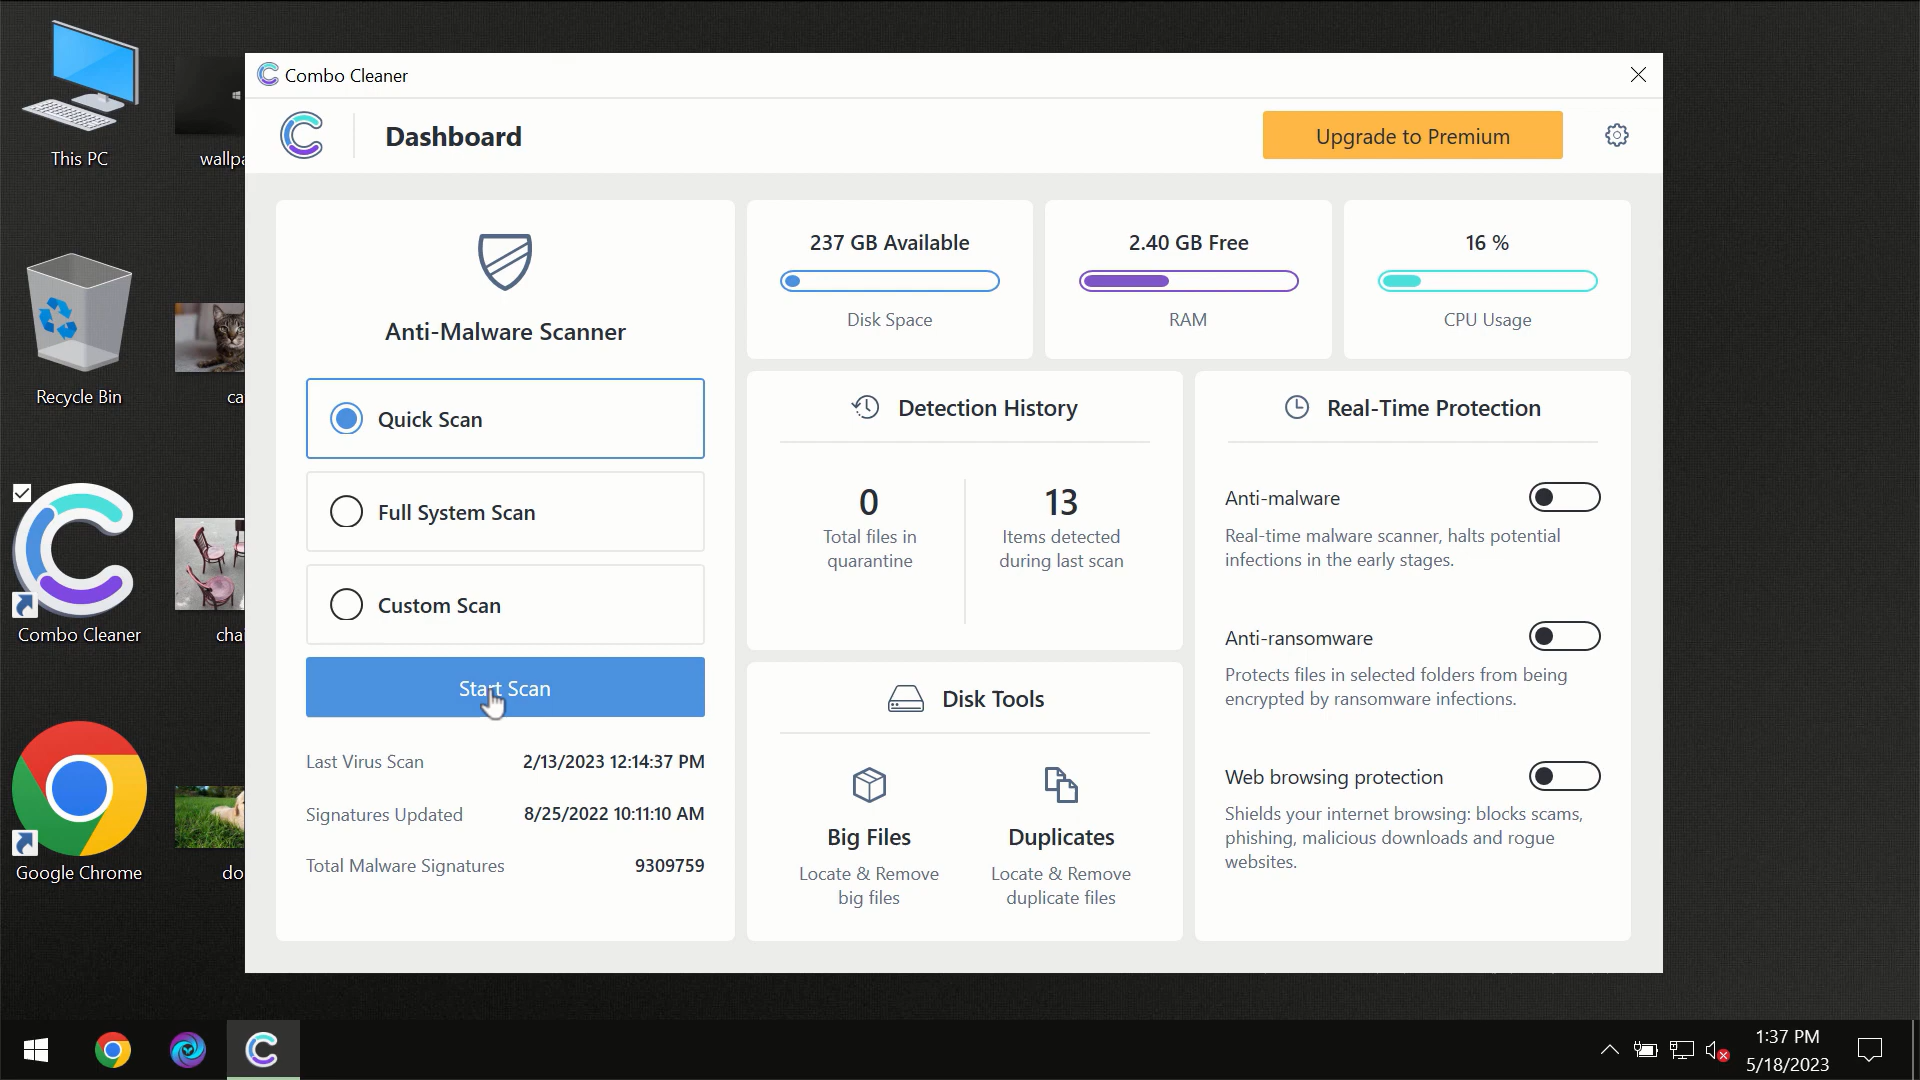 This PC
wallpa
Recycle Bin
ca
Combo Cleaner
chai
Google Chrome
do
Combo Cleaner
Dashboard
Upgrade to Premium
Anti-Malware Scanner
Quick Scan
Full System Scan
Custom Scan
Start Scan
Last Virus Scan 2/13/2023 12:14:37 PM
Signatures Updated 8/25/2022 10:11:10 AM
Total Malware Signatures 9309759
237 GB Available
Disk Space
2.40 GB Free
RAM
16 %
CPU Usage
Detection History
0
Total files in
quarantine
13
Items detected
during last scan
Disk Tools
Big Files
Locate & Remove
big files
Duplicates
Locate & Remove
duplicate files
Real-Time Protection
Anti-malware
Real-time malware scanner, halts potential
infections in the early stages.
Anti-ransomware
Protects files in selected folders from being
encrypted by ransomware infections.
Web browsing protection
Shields your internet browsing: blocks scams,
phishing, malicious downloads and rogue
websites.
1:37 PM
5/18/2023